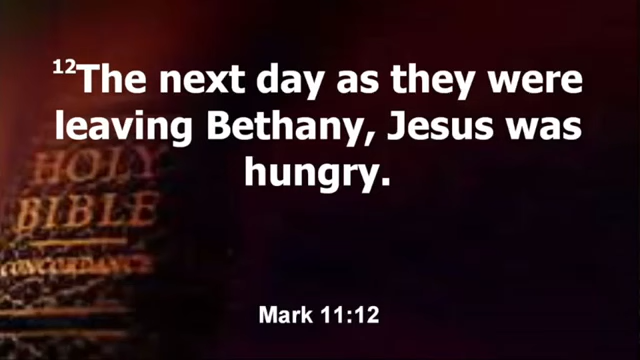 12The next day as they were
leaving Bethany, Jesus was
hungry.
HOLY
BIBLE
CONCORDANCE
Mark 11:12